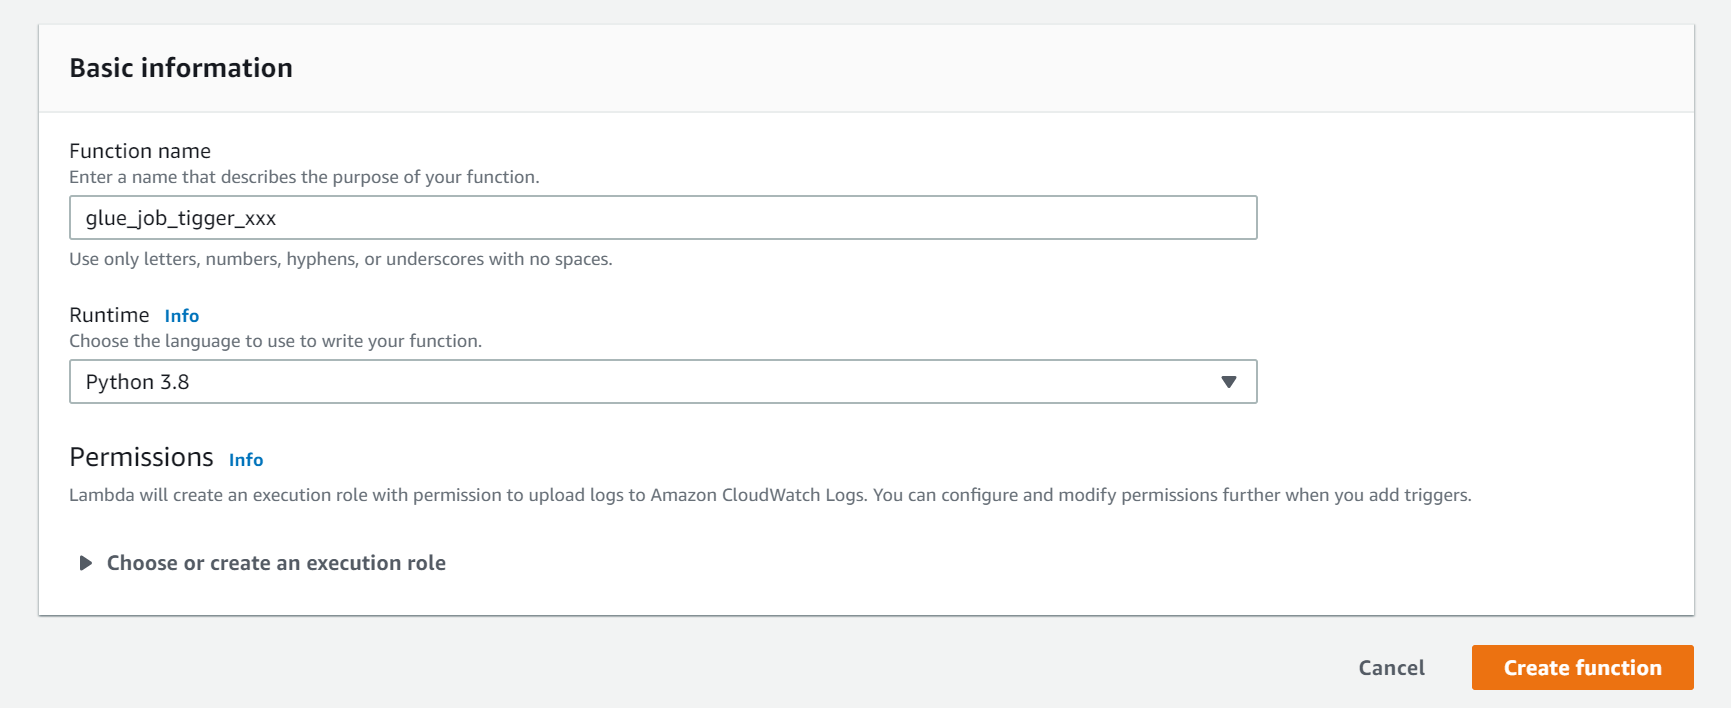 Basic information
Function name
Enter a name that describes the purpose of your function.
glue_job_tigger_xxx
Use only letters, numbers, hyphens, or underscores with no spaces.
Runtime Info
Choose the language to use to write your function.
Python 3.8
Permissions Info
Lambda will create an execution role with permission to upload logs to Amazon CloudWatch Logs. You can configure and modify permissions further when you add triggers.
Choose or create an execution role
Cancel Create function